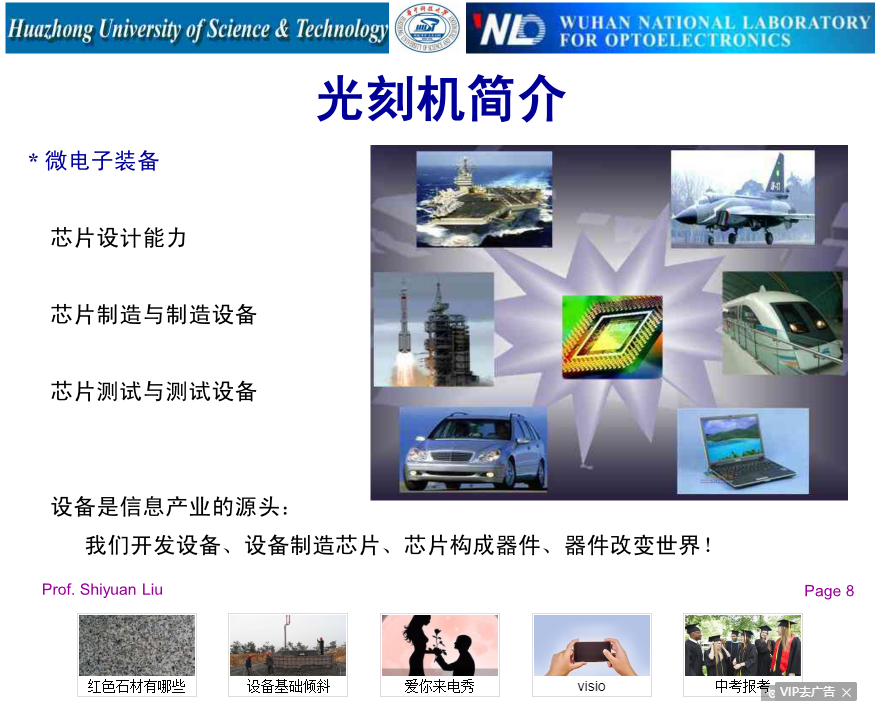 Huazhong University of Science & Technology
WNLO
WUHAN NATIONAL LABORATORY
FOR OPTOELECTRONICS
光刻机简介
* 微电子装备
芯片设计能力
芯片制造与制造设备
芯片测试与测试设备
设备是信息产业的源头：
我们开发设备、设备制造芯片、芯片构成器件、器件改变世界！
Prof. Shiyuan Liu
Page 8
红色石材有哪些
设备基础倾斜
爱你来电秀
visio
中考报考
VIP去广告 ×